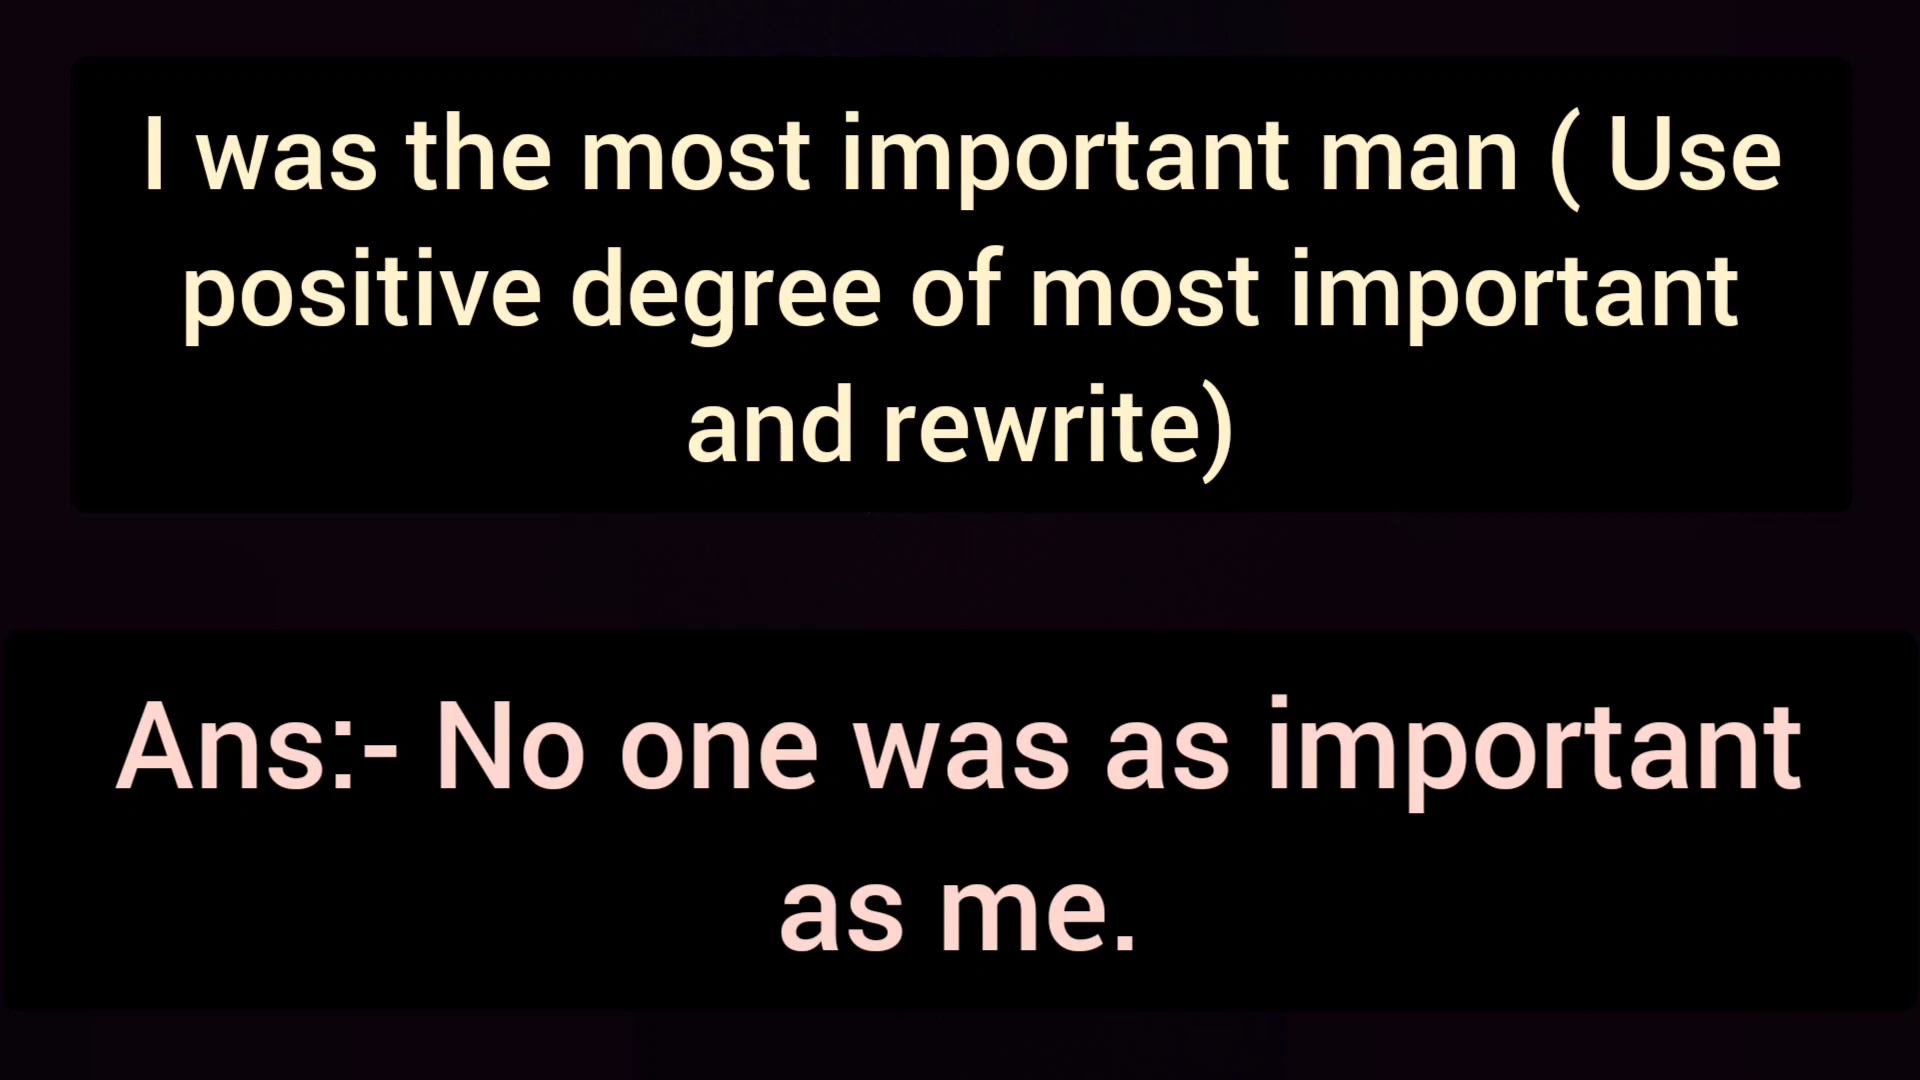 I was the most important man ( Use
positive degree of most important
and rewrite)
Ans:- No one was as important
as me.